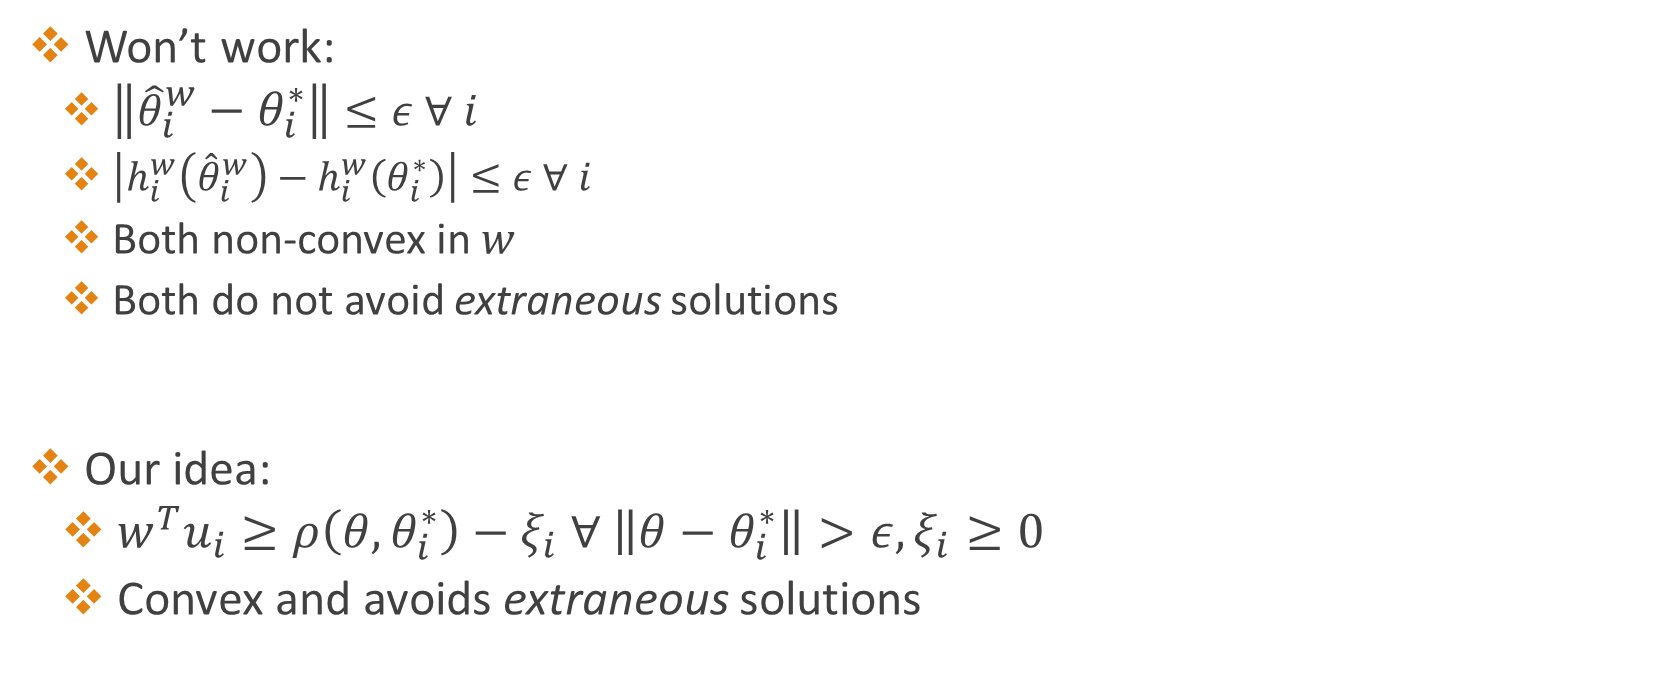 ❖ Won’t work:
❖ ‖θ̂ᵢʷ − θᵢ*‖ ≤ ϵ ∀ i
❖ |hᵢʷ(θ̂ᵢʷ) − hᵢʷ(θᵢ*)| ≤ ϵ ∀ i
❖ Both non-convex in w
❖ Both do not avoid extraneous solutions
❖ Our idea:
❖ wᵀuᵢ ≥ ρ(θ, θᵢ*) − ξᵢ ∀ ‖θ − θᵢ*‖ > ϵ, ξᵢ ≥ 0
❖ Convex and avoids extraneous solutions